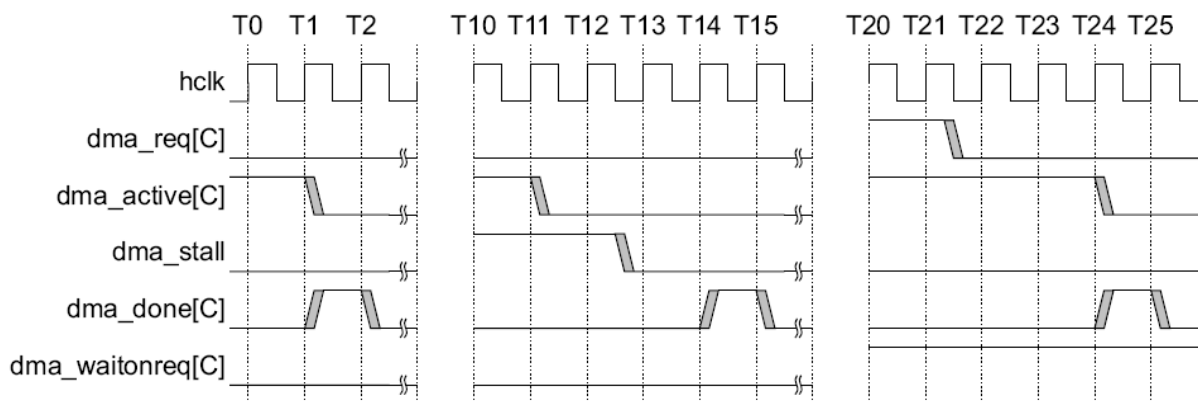 T0 T1 T2 T10 T11 T12 T13 T14 T15 T20 T21 T22 T23 T24 T25
hclk
dma_req[C]
dma_active[C]
dma_stall
dma_done[C]
dma_waitonreq[C]